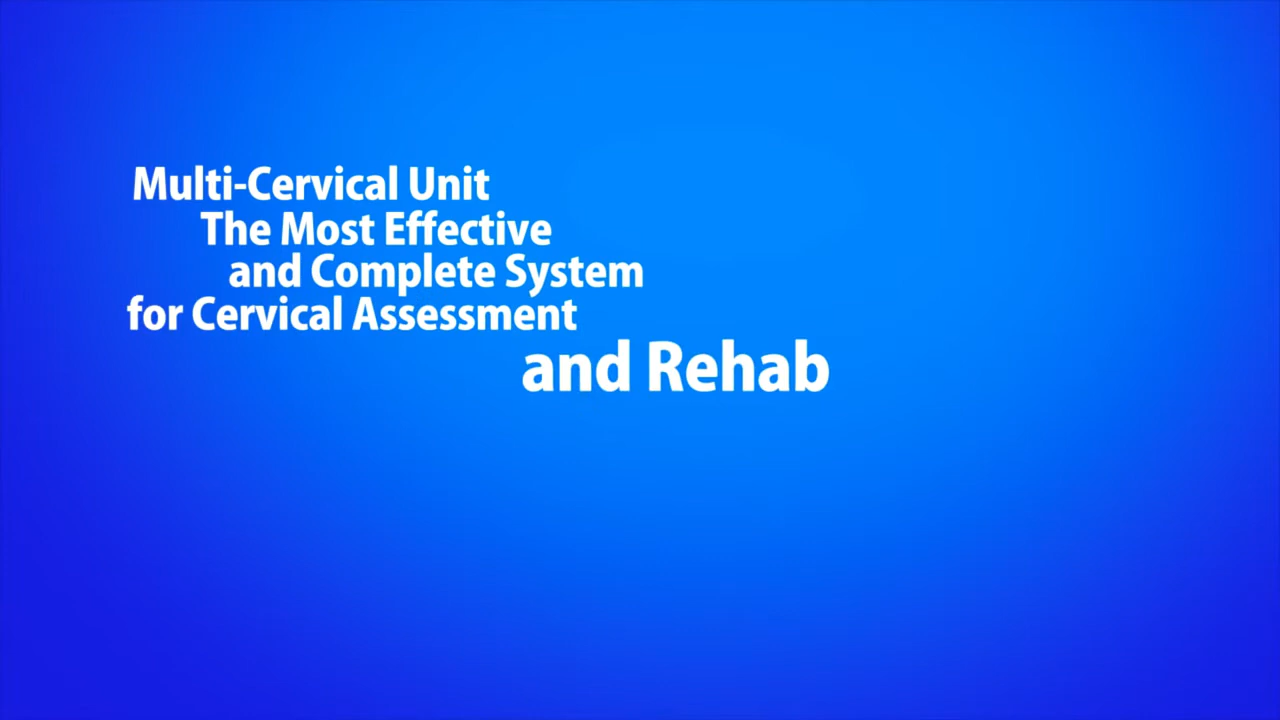 Multi-Cervical Unit
The Most Effective
and Complete System
for Cervical Assessment
and Rehab